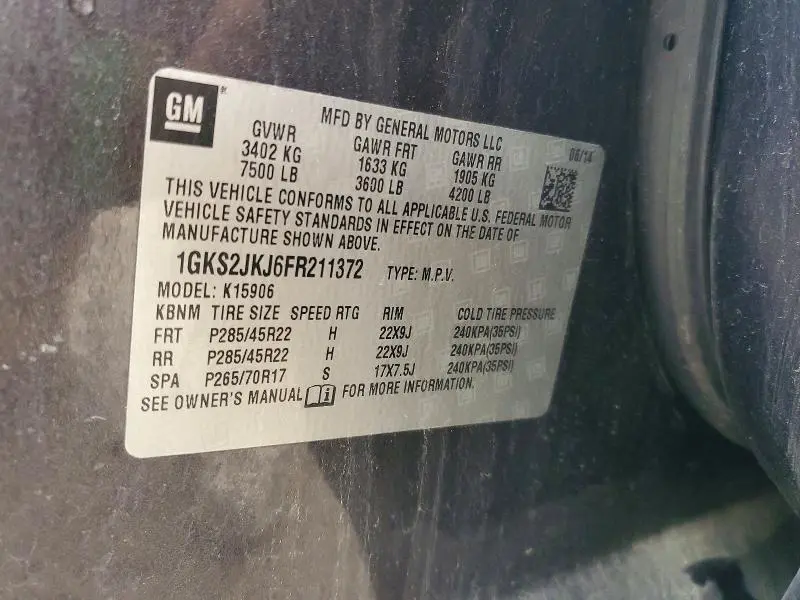 GM
MFD BY GENERAL MOTORS LLC
06/14
GVWR GAWR FRT GAWR RR
3402 KG 1633 KG 1905 KG
7500 LB 3600 LB 4200 LB
THIS VEHICLE CONFORMS TO ALL APPLICABLE U.S. FEDERAL MOTOR
VEHICLE SAFETY STANDARDS IN EFFECT ON THE DATE OF
MANUFACTURE SHOWN ABOVE.
1GKS2JKJ6FR211372 TYPE: M.P.V.
MODEL: K15906
KBNM TIRE SIZE SPEED RTG RIM COLD TIRE PRESSURE
FRT P285/45R22 H 22X9J 240KPA(35PSI)
RR P285/45R22 H 22X9J 240KPA(35PSI)
SPA P265/70R17 S 17X7.5J 240KPA(35PSI)
SEE OWNER'S MANUAL i FOR MORE INFORMATION.